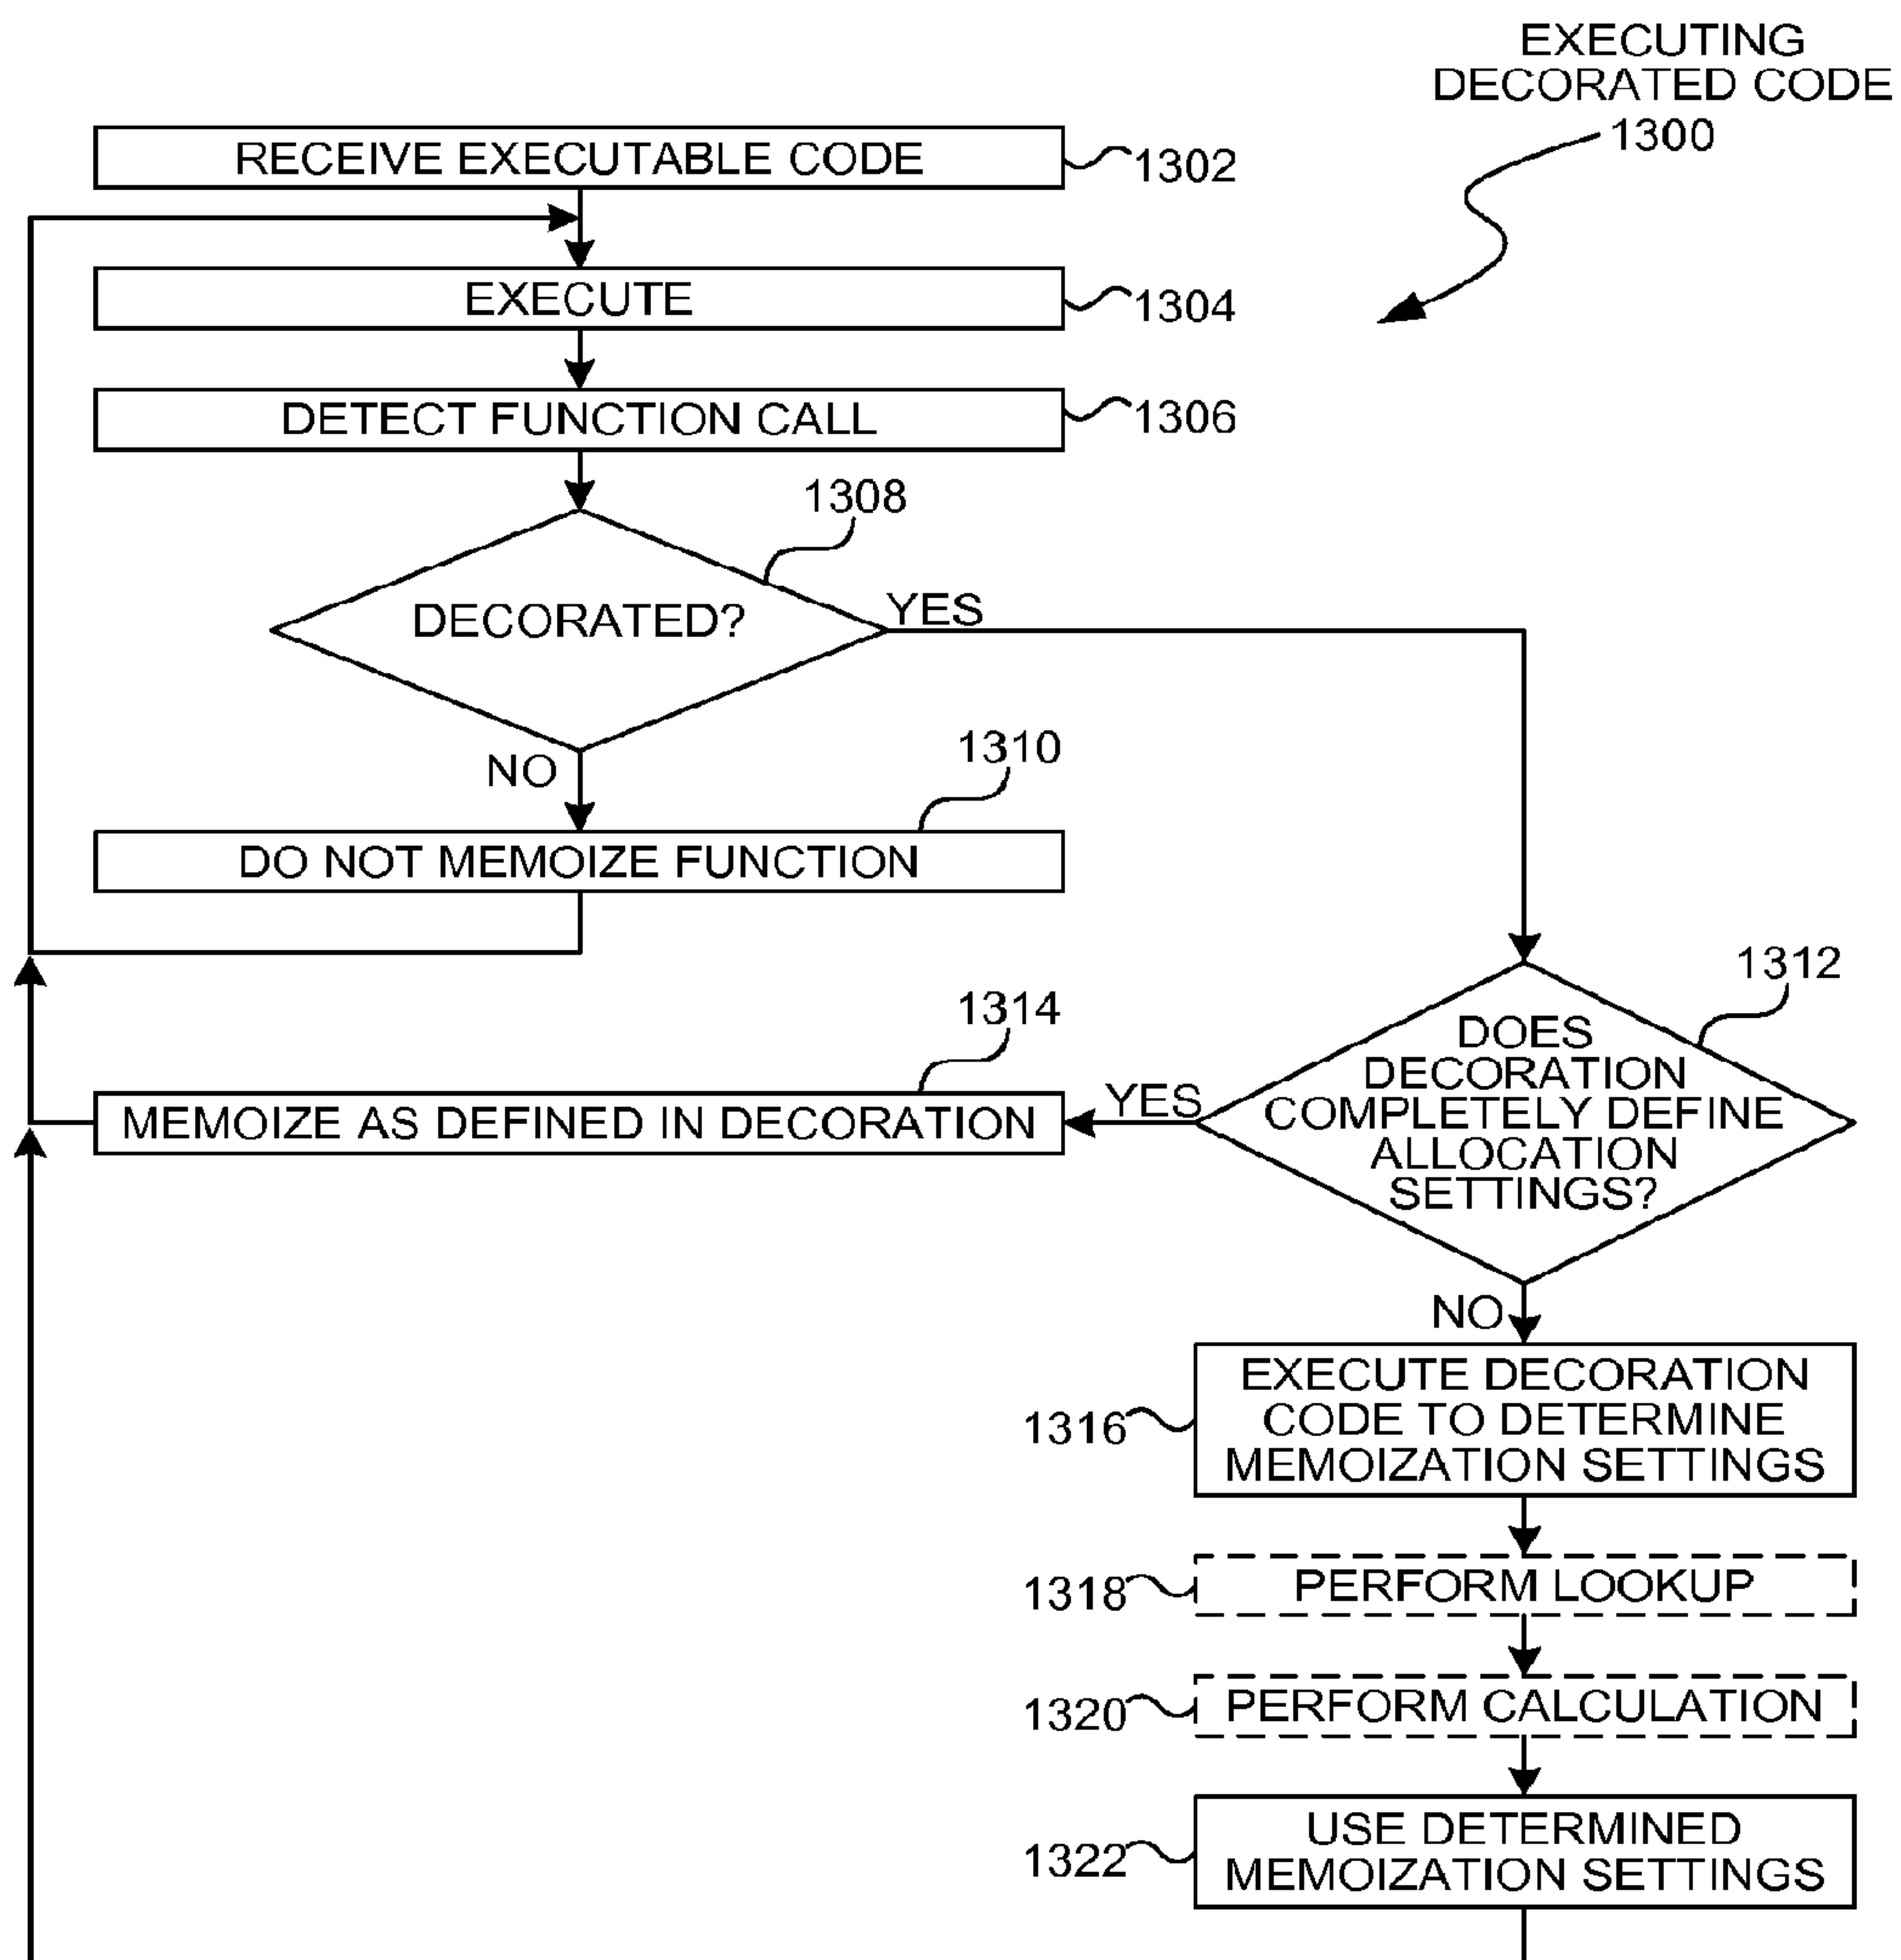 EXECUTING
DECORATED CODE
1300
RECEIVE EXECUTABLE CODE
1302
EXECUTE
1304
DETECT FUNCTION CALL
1306
1308
DECORATED?
YES
NO
1310
DO NOT MEMOIZE FUNCTION
1312
DOES
DECORATION
COMPLETELY DEFINE
ALLOCATION
SETTINGS?
YES
1314
MEMOIZE AS DEFINED IN DECORATION
NO
EXECUTE DECORATION
CODE TO DETERMINE
MEMOIZATION SETTINGS
1316
PERFORM LOOKUP
1318
PERFORM CALCULATION
1320
USE DETERMINED
MEMOIZATION SETTINGS
1322